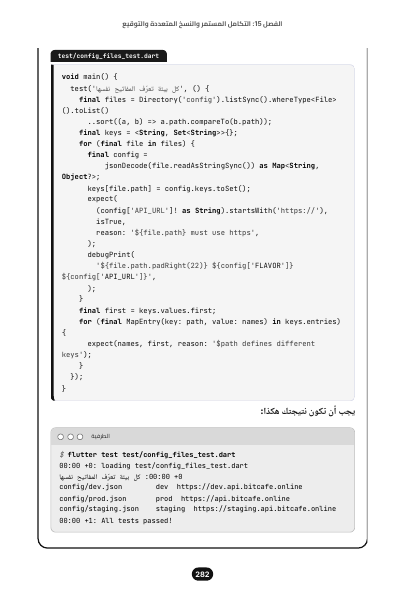 الفصل 15: التكامل المستمر والنسخ المتعددة والتوقيع
test/config_files_test.dart
void main() {
test('كل بيئة تعرّف المفاتيح نفسها', () {
final files = Directory('config').listSync().whereType<File>
().toList()
..sort((a, b) => a.path.compareTo(b.path));
final keys = <String, Set<String>>{};
for (final file in files) {
final config =
jsonDecode(file.readAsStringSync()) as Map<String,
Object?>;
keys[file.path] = config.keys.toSet();
expect(
(config['API_URL']! as String).startsWith('https://'),
isTrue,
reason: '${file.path} must use https',
);
debugPrint(
'${file.path.padRight(22)} ${config['FLAVOR']}
${config['API_URL']}',
);
}
final first = keys.values.first;
for (final MapEntry(key: path, value: names) in keys.entries)
{
expect(names, first, reason: '$path defines different
keys');
}
});
}
يجب أن تكون نتيجتك هكذا:
الطرفية
$ flutter test test/config_files_test.dart
00:00 +0: loading test/config_files_test.dart
00:00 +0: كل بيئة تعرّف المفاتيح نفسها
config/dev.json dev https://dev.api.bitcafe.online
config/prod.json prod https://api.bitcafe.online
config/staging.json staging https://staging.api.bitcafe.online
00:00 +1: All tests passed!
282